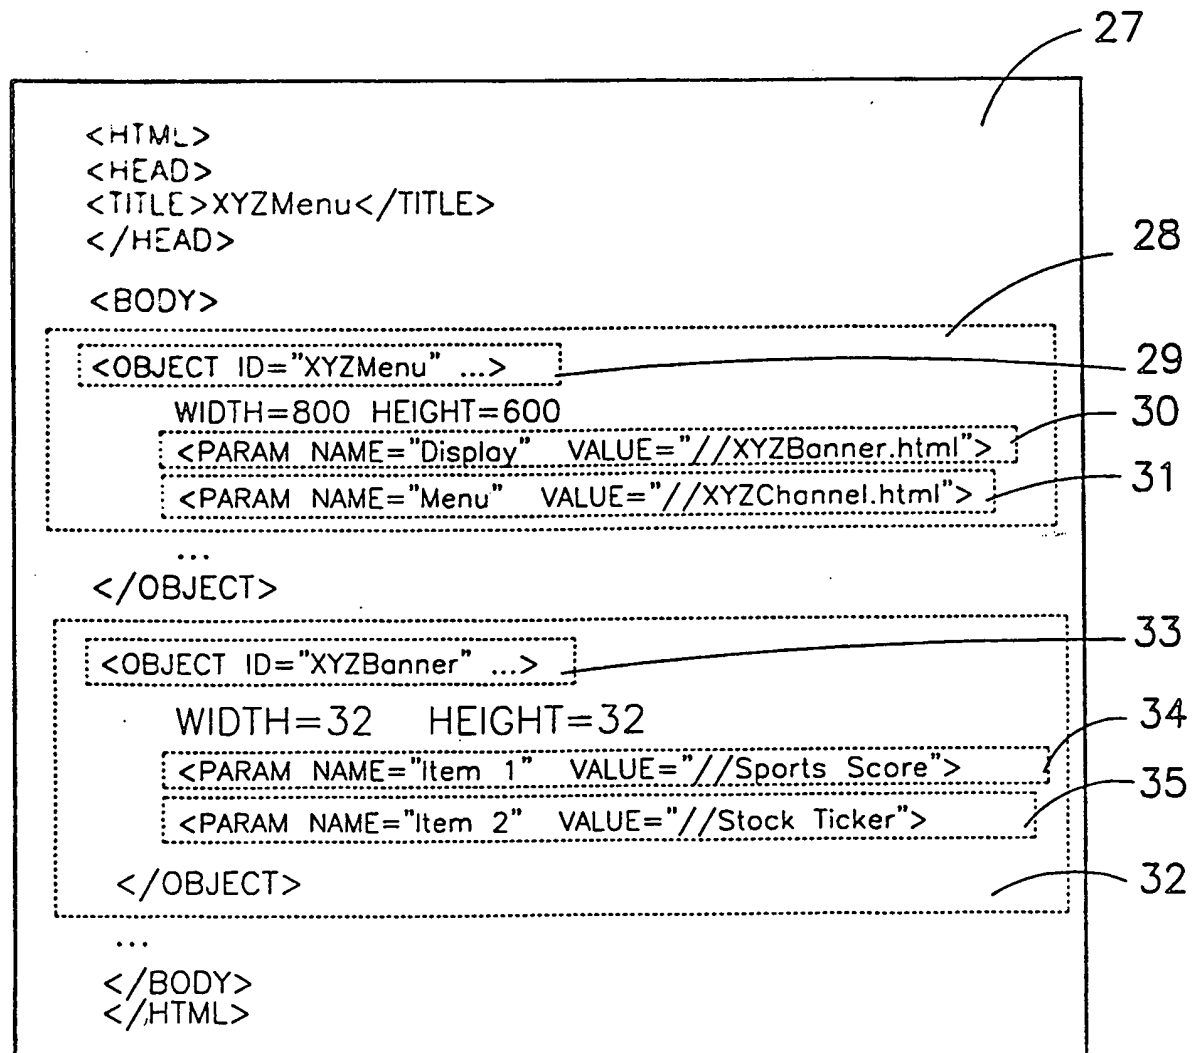 27
<HTML>
<HEAD>
<TITLE>XYZMenu</TITLE>
</HEAD>
28
<BODY>
<OBJECT ID="XYZMenu" ...> 29
WIDTH=800 HEIGHT=600
<PARAM NAME="Display" VALUE="//XYZBanner.html"> 30
<PARAM NAME="Menu" VALUE="//XYZChannel.html"> 31
...
</OBJECT>
<OBJECT ID="XYZBanner" ...> 33
WIDTH=32 HEIGHT=32 34
<PARAM NAME="Item 1" VALUE="//Sports Score">
35
<PARAM NAME="Item 2" VALUE="//Stock Ticker">
</OBJECT> 32
...
</BODY>
</HTML>